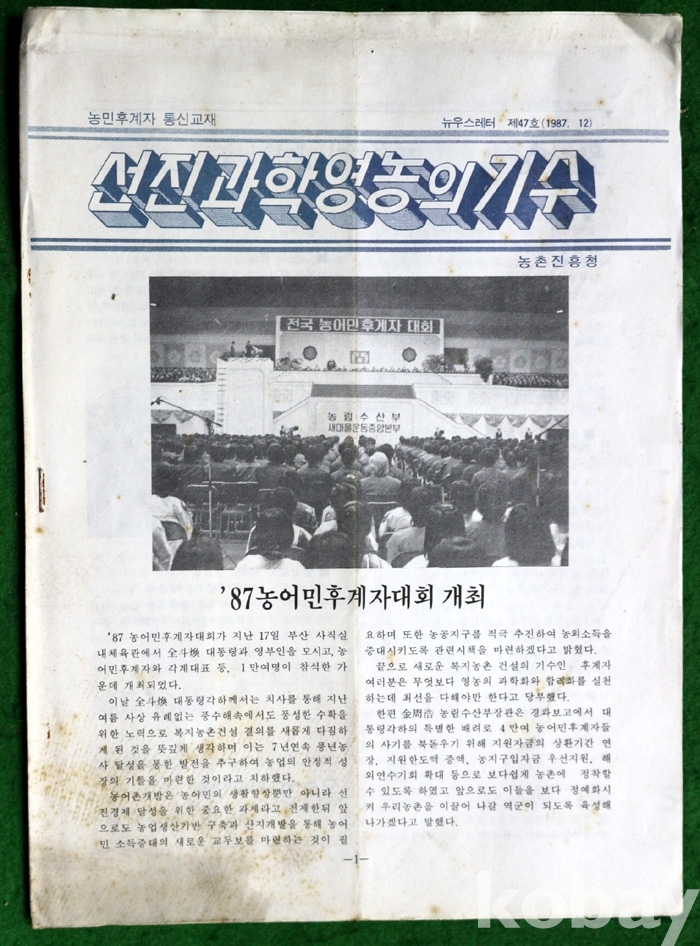 농민후계자 통신교재
뉴우스레터 제47호(1987. 12)
선진과학영농의기수
농촌진흥청
전국 농어민후계자 대회
농림수산부
새마을운동중앙본부
'87농어민후계자대회 개최
'87 농어민후계자대회가 지난 17일 부산 사직실
내체육관에서 全斗煥 대통령과 영부인을 모시고, 농
어민후계자와 각계대표 등, 1만여명이 참석한 가
운데 개최되었다.
이날 全斗煥 대통령각하께서는 치사를 통해 지난
여름 사상 유례없는 풍수해속에서도 풍성한 수확을
위한 노력으로 복지농촌건설 결의를 새롭게 다짐하
게 된 것을 뜻깊게 생각하며 이는 7년연속 풍년농
사 달성을 통한 발전을 추구하여 농업의 안정적 성
장의 기틀을 마련한 것이라고 치하했다.
농어촌개발은 농어민의 생활향상뿐만 아니라 선
진경제 달성을 위한 중요한 과제라고 전제한뒤 앞
으로도 농업생산기반 구축과 산지개발을 통해 농어
민 소득증대의 새로운 교두보를 마련하는 것이 필
요하며 또한 농공지구를 적극 추진하여 농외소득을
증대시키도록 관련시책을 마련하겠다고 밝혔다.
끝으로 새로운 복지농촌 건설의 기수인 후계자
여러분은 무엇보다 영농의 과학화와 합리화를 실천
하는데 최선을 다해야만 한다고 당부했다.
한편 金周浩 농림수산부장관은 경과보고에서 대
통령각하의 특별한 배려로 4만여 농어민후계자들
의 사기를 북돋우기 위해 지원자금의 상환기간 연
장, 지원한도액 증액, 농지구입자금 우선지원, 해
외연수기회 확대 등으로 보다쉽게 농촌에 정착할
수 있도록 하였고 앞으로도 이들을 보다 정예화시
켜 우리농촌을 이끌어 나갈 역군이 되도록 육성해
나가겠다고 말했다.
—1—
kobay